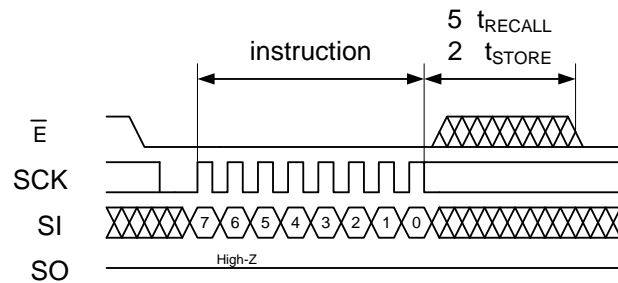 5 tRECALL
instruction 2 tSTORE
E
SCK
SI 7 6 5 4 3 2 1 0
High-Z
SO